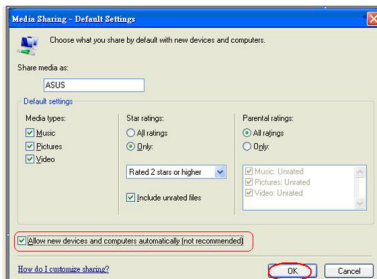 Media Sharing - Default Settings
Choose what you share by default with new devices and computers.
Share media as:
ASUS
Default settings
Media types:
Music
Pictures
Video
Star ratings:
All ratings
Only:
Rated 2 stars or higher
Include unrated files
Parental ratings:
All ratings
Only:
Music: Unrated
Pictures: Unrated
Video: Unrated
Allow new devices and computers automatically (not recommended)
How do I customize sharing?
OK
Cancel